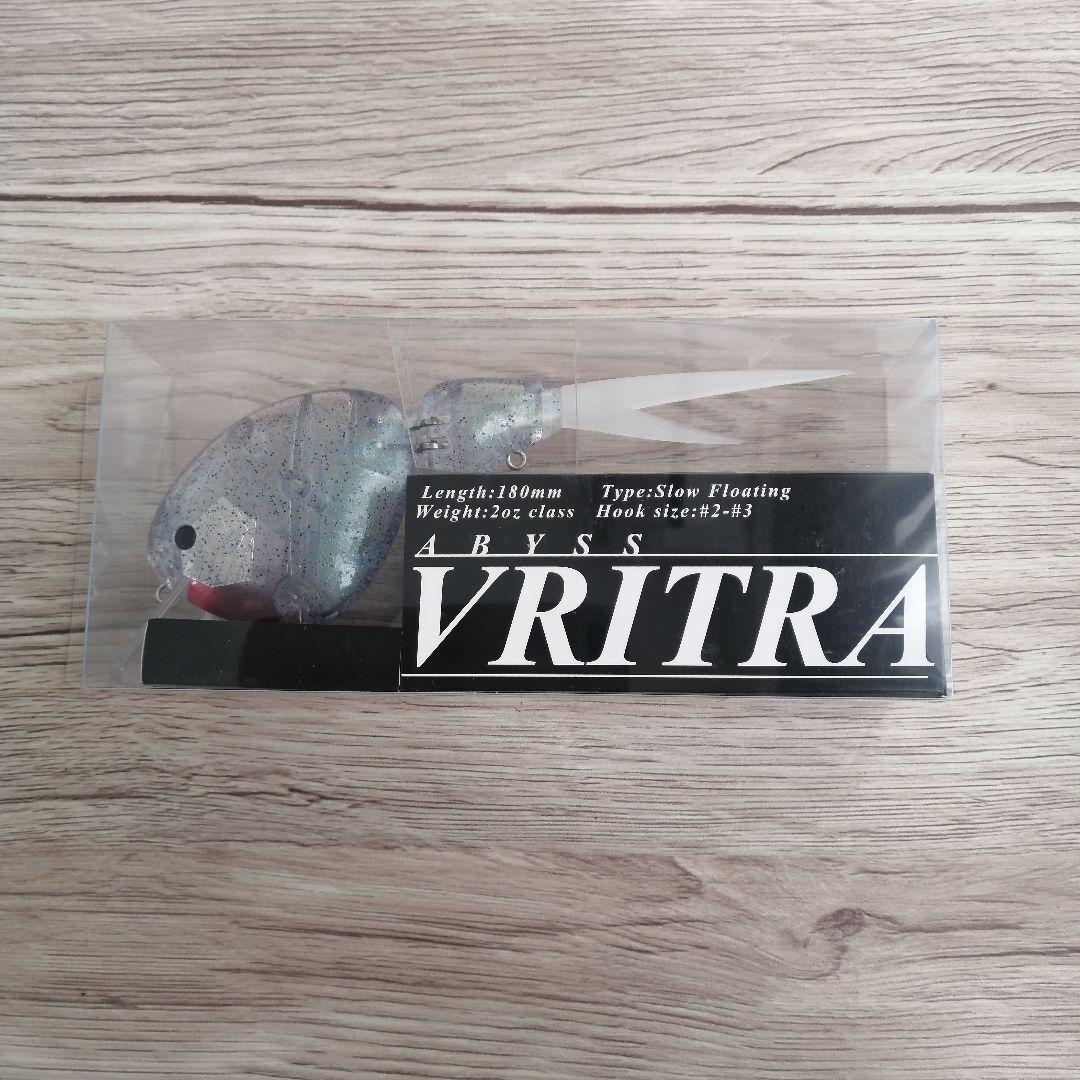 Length:180mm Type:Slow Floating
Weight:2oz class Hook size:#2-#3
ABYSS
VRITRA